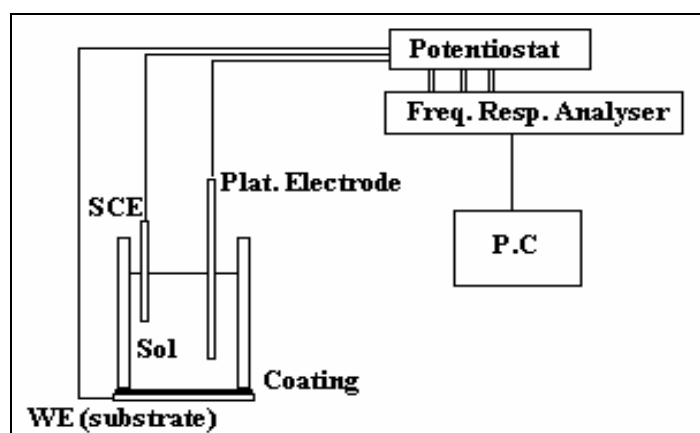 Potentiostat
Freq. Resp. Analyser
Plat. Electrode
SCE
P.C
Sol
Coating
WE (substrate)